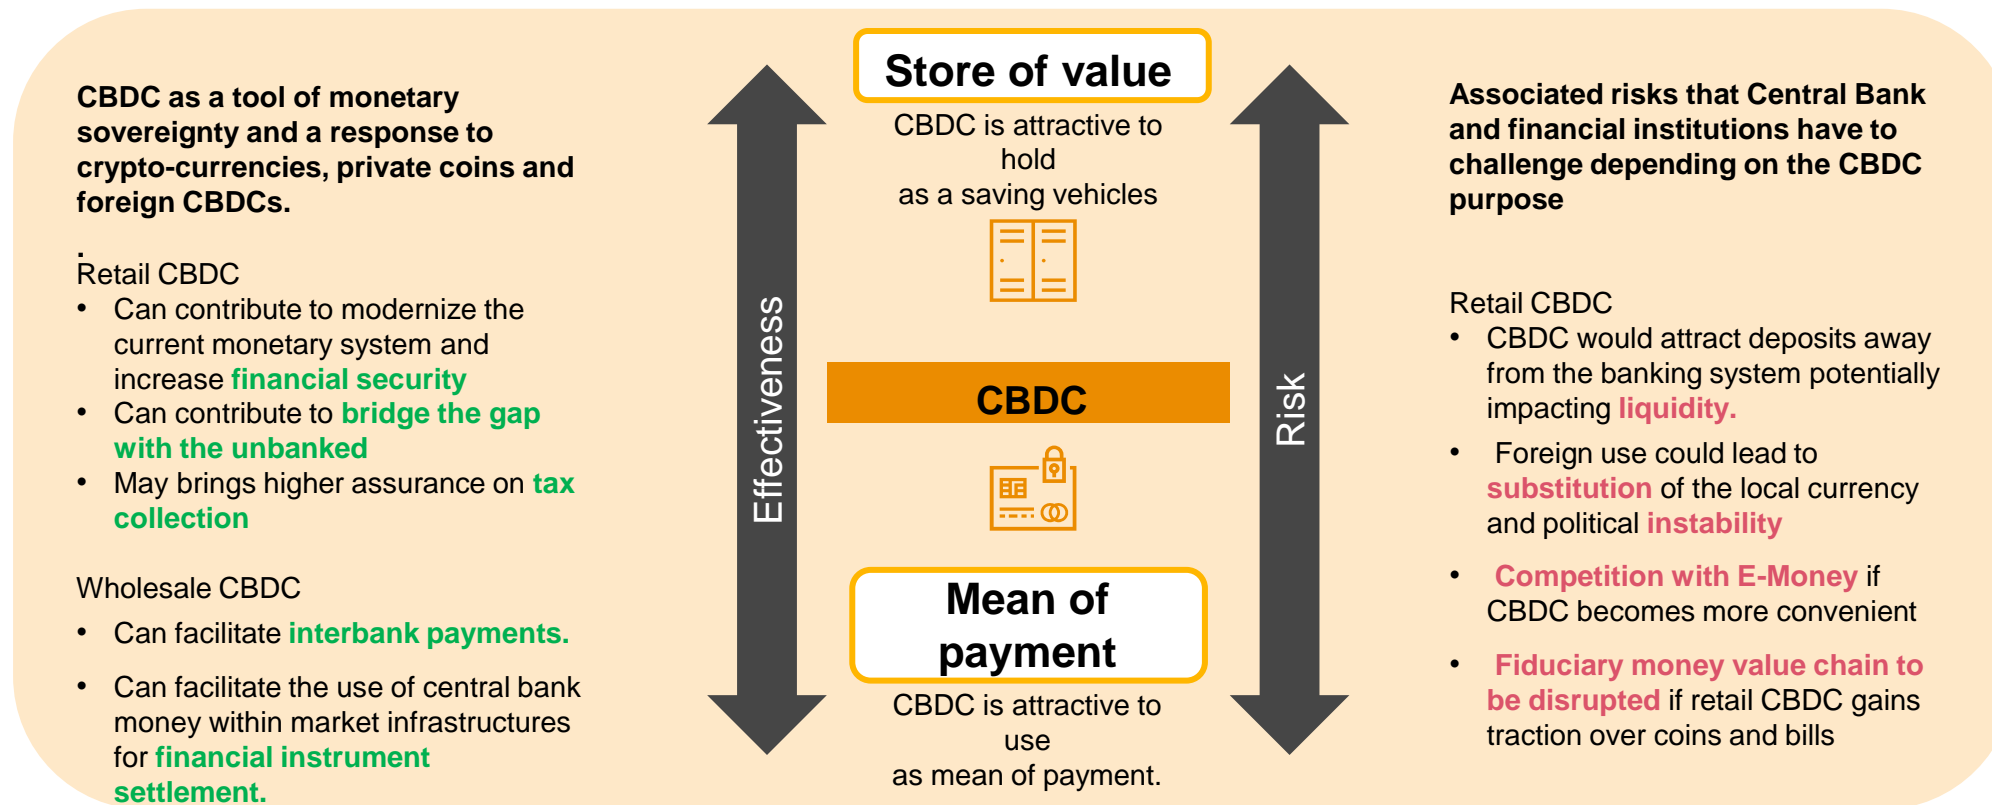 CBDC as a tool of monetary
sovereignty and a response to
crypto-currencies, private coins and
foreign CBDCs.
.
Retail CBDC
• Can contribute to modernize the
current monetary system and
increase financial security
• Can contribute to bridge the gap
with the unbanked
• May brings higher assurance on tax
collection
Wholesale CBDC
• Can facilitate interbank payments.
• Can facilitate the use of central bank
money within market infrastructures
for financial instrument
settlement.
Effectiveness
Store of value
CBDC is attractive to
hold
as a saving vehicles
CBDC
Mean of
payment
CBDC is attractive to
use
as mean of payment.
Risk
Associated risks that Central Bank
and financial institutions have to
challenge depending on the CBDC
purpose
Retail CBDC
• CBDC would attract deposits away
from the banking system potentially
impacting liquidity.
• Foreign use could lead to
substitution of the local currency
and political instability
• Competition with E-Money if
CBDC becomes more convenient
• Fiduciary money value chain to
be disrupted if retail CBDC gains
traction over coins and bills